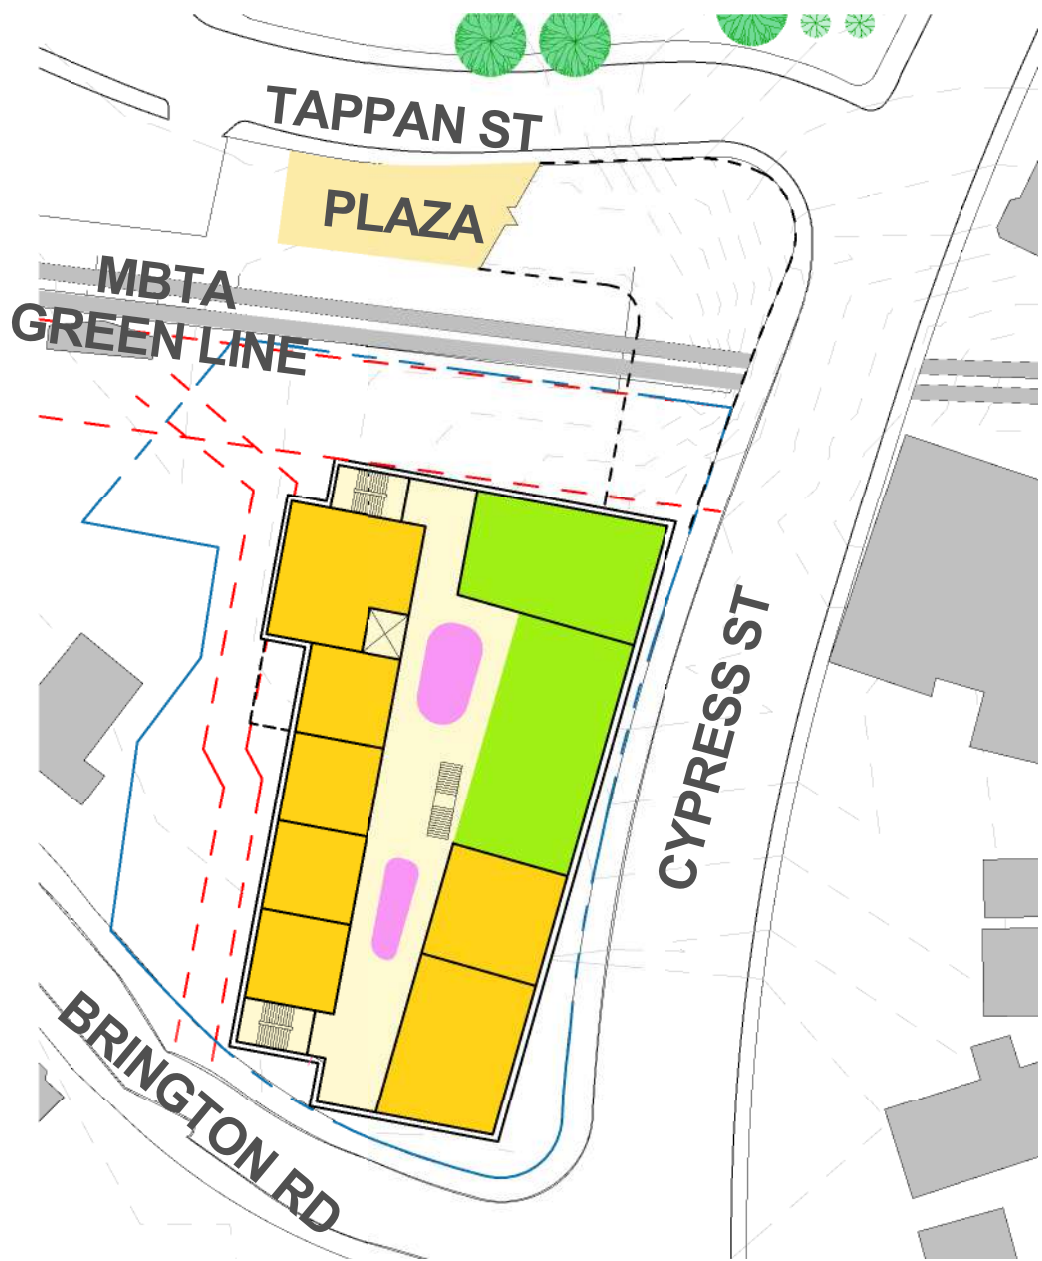 TAPPAN ST
PLAZA
MBTA
GREEN LINE
CYPRESS ST
BRINGTON RD